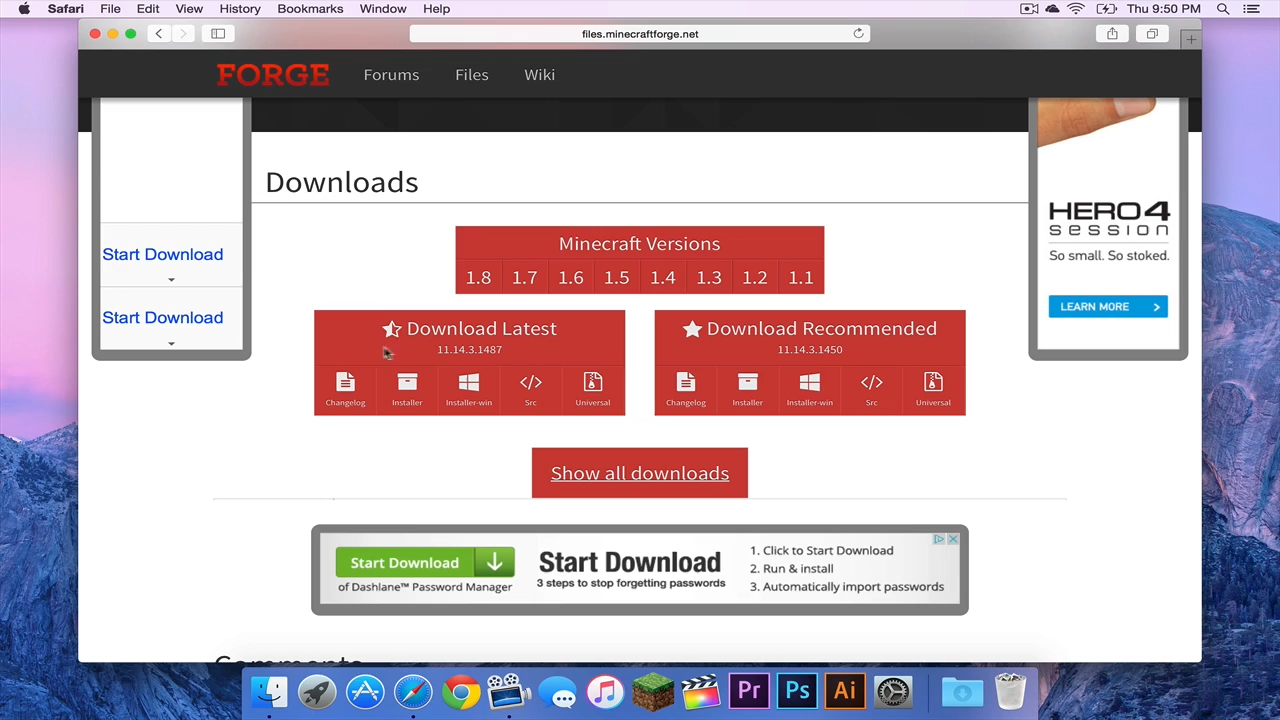 Safari File Edit View History Bookmarks Window Help Thu 9:50 PM
files.minecraftforge.net
FORGE Forums Files Wiki
Downloads
Start Download
Start Download
Minecraft Versions
1.8 1.7 1.6 1.5 1.4 1.3 1.2 1.1
Download Latest
11.14.3.1487
Changelog Installer Installer-win Src Universal
Download Recommended
11.14.3.1450
Changelog Installer Installer-win Src Universal
Show all downloads
HERO4
session
So small. So stoked.
LEARN MORE
Start Download
of Dashlane™ Password Manager
Start Download
3 steps to stop forgetting passwords
1. Click to Start Download
2. Run & install
3. Automatically import passwords
Comments
Pr Ps Ai